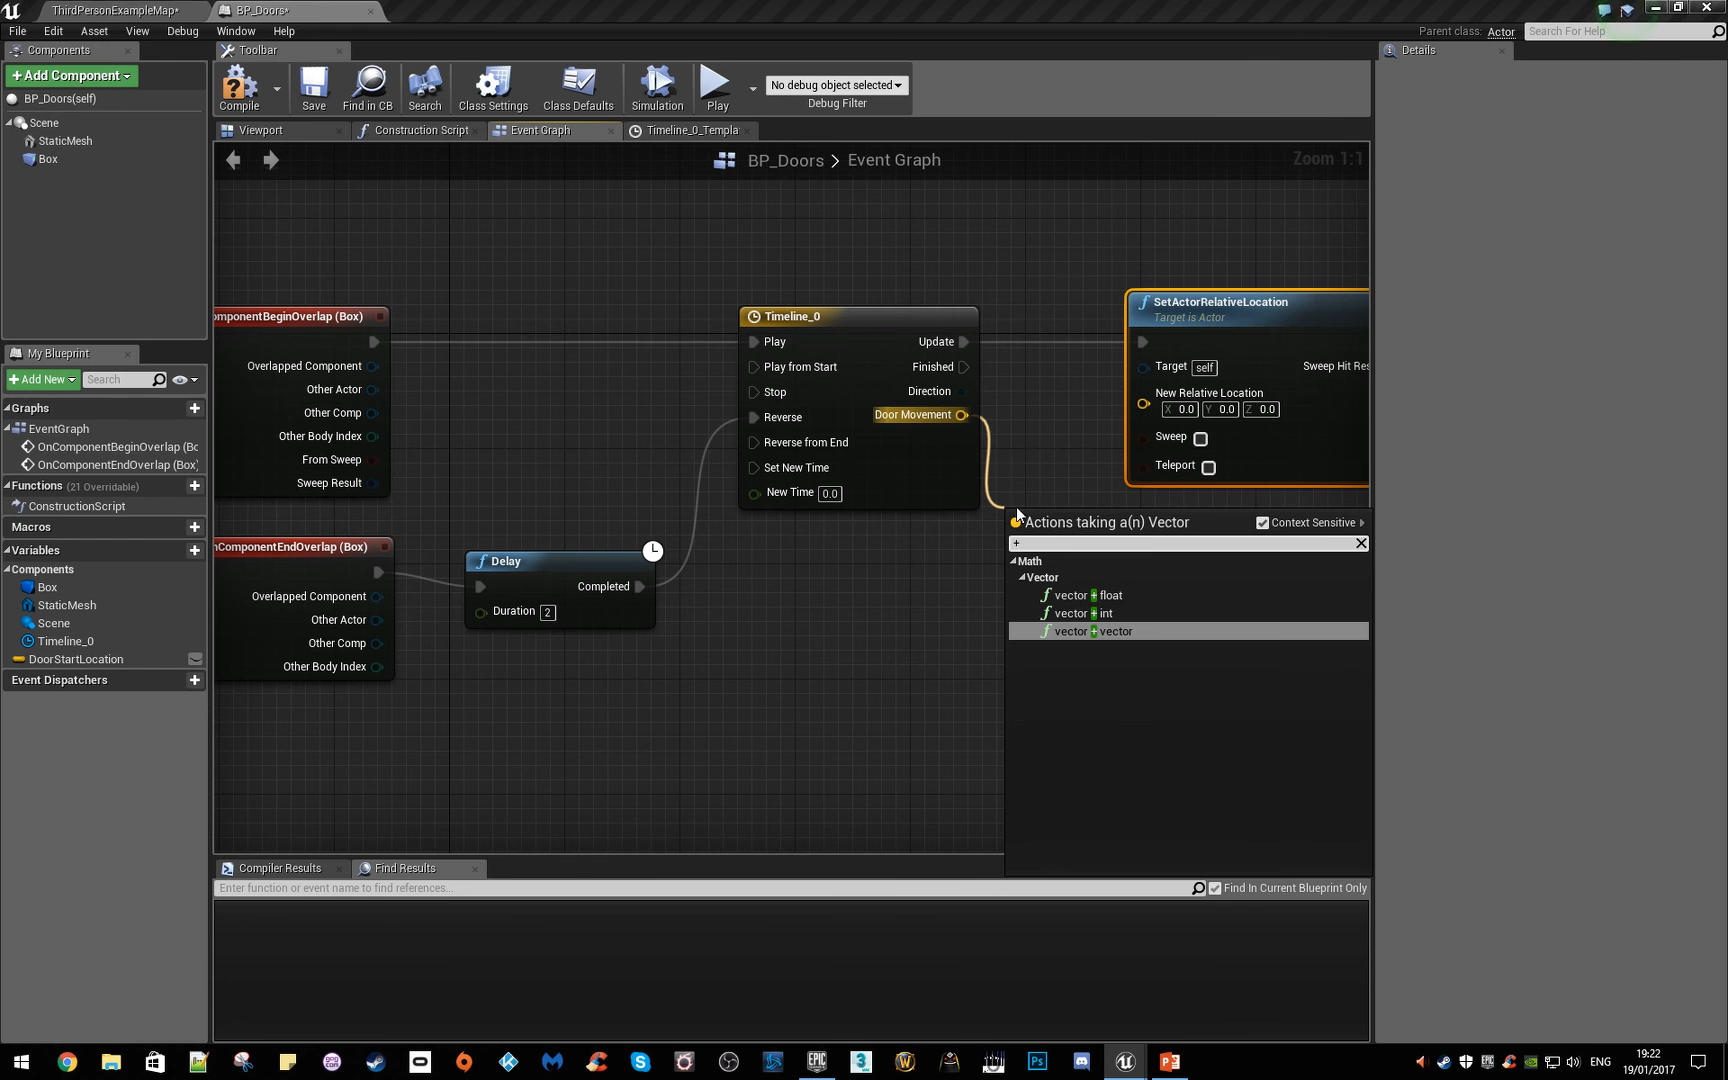 ThirdPersonExampleMap*
BP_Doors*
File Edit Asset View Debug Window Help
Parent class: Actor
Search For Help
Components
Toolbar
Details
+Add Component
BP_Doors(self)
Scene
StaticMesh
Box
Compile
Save
Find in CB
Search
Class Settings
Class Defaults
Simulation
Play
No debug object selected
Debug Filter
Viewport
Construction Script
Event Graph
Timeline_0_Templa
BP_Doors > Event Graph
Zoom 1:1
omponentBeginOverlap (Box)
Overlapped Component
Other Actor
Other Comp
Other Body Index
From Sweep
Sweep Result
nComponentEndOverlap (Box)
Overlapped Component
Other Actor
Other Comp
Other Body Index
Delay
Completed
Duration 2
Timeline_0
Play
Update
Play from Start
Finished
Stop
Direction
Reverse
Door Movement
Reverse from End
Set New Time
New Time 0.0
SetActorRelativeLocation
Target is Actor
Target self
Sweep Hit Res
New Relative Location
X 0.0 Y 0.0 Z 0.0
Sweep
Teleport
Actions taking a(n) Vector
Context Sensitive
+
Math
Vector
vector + float
vector + int
vector + vector
My Blueprint
+Add New
Search
Graphs
EventGraph
OnComponentBeginOverlap (Bo
OnComponentEndOverlap (Box)
Functions (21 Overridable)
ConstructionScript
Macros
Variables
Components
Box
StaticMesh
Scene
Timeline_0
DoorStartLocation
Event Dispatchers
Compiler Results
Find Results
Enter function or event name to find references...
Find In Current Blueprint Only
ENG
19:22
19/01/2017